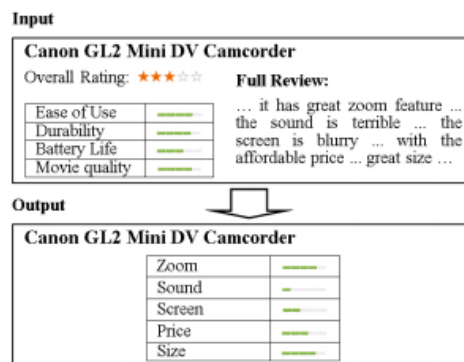 Input
Canon GL2 Mini DV Camcorder
Overall Rating: ★★★☆☆
Ease of Use
Durability
Battery Life
Movie quality
Full Review:
... it has great zoom feature ...
the sound is terrible ... the
screen is blurry ... with the
affordable price ... great size ...
Output
Canon GL2 Mini DV Camcorder
Zoom
Sound
Screen
Price
Size